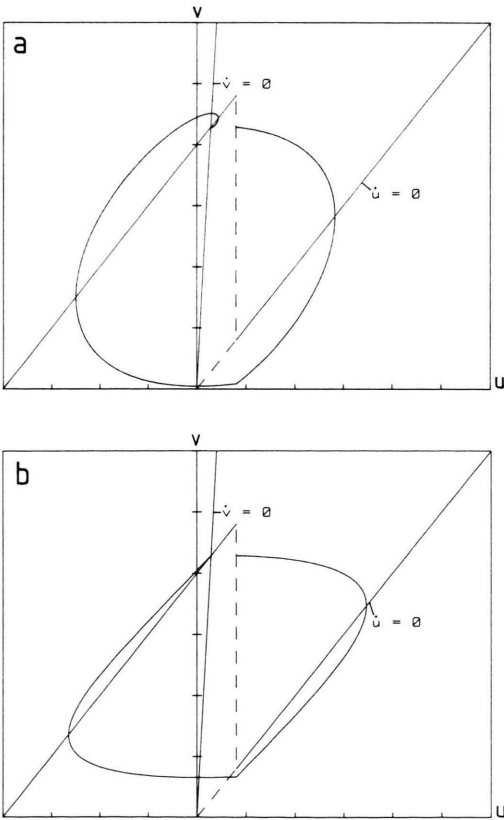 v
a
v̇ = 0
u̇ = 0
u
v
b
v̇ = 0
u̇ = 0
u